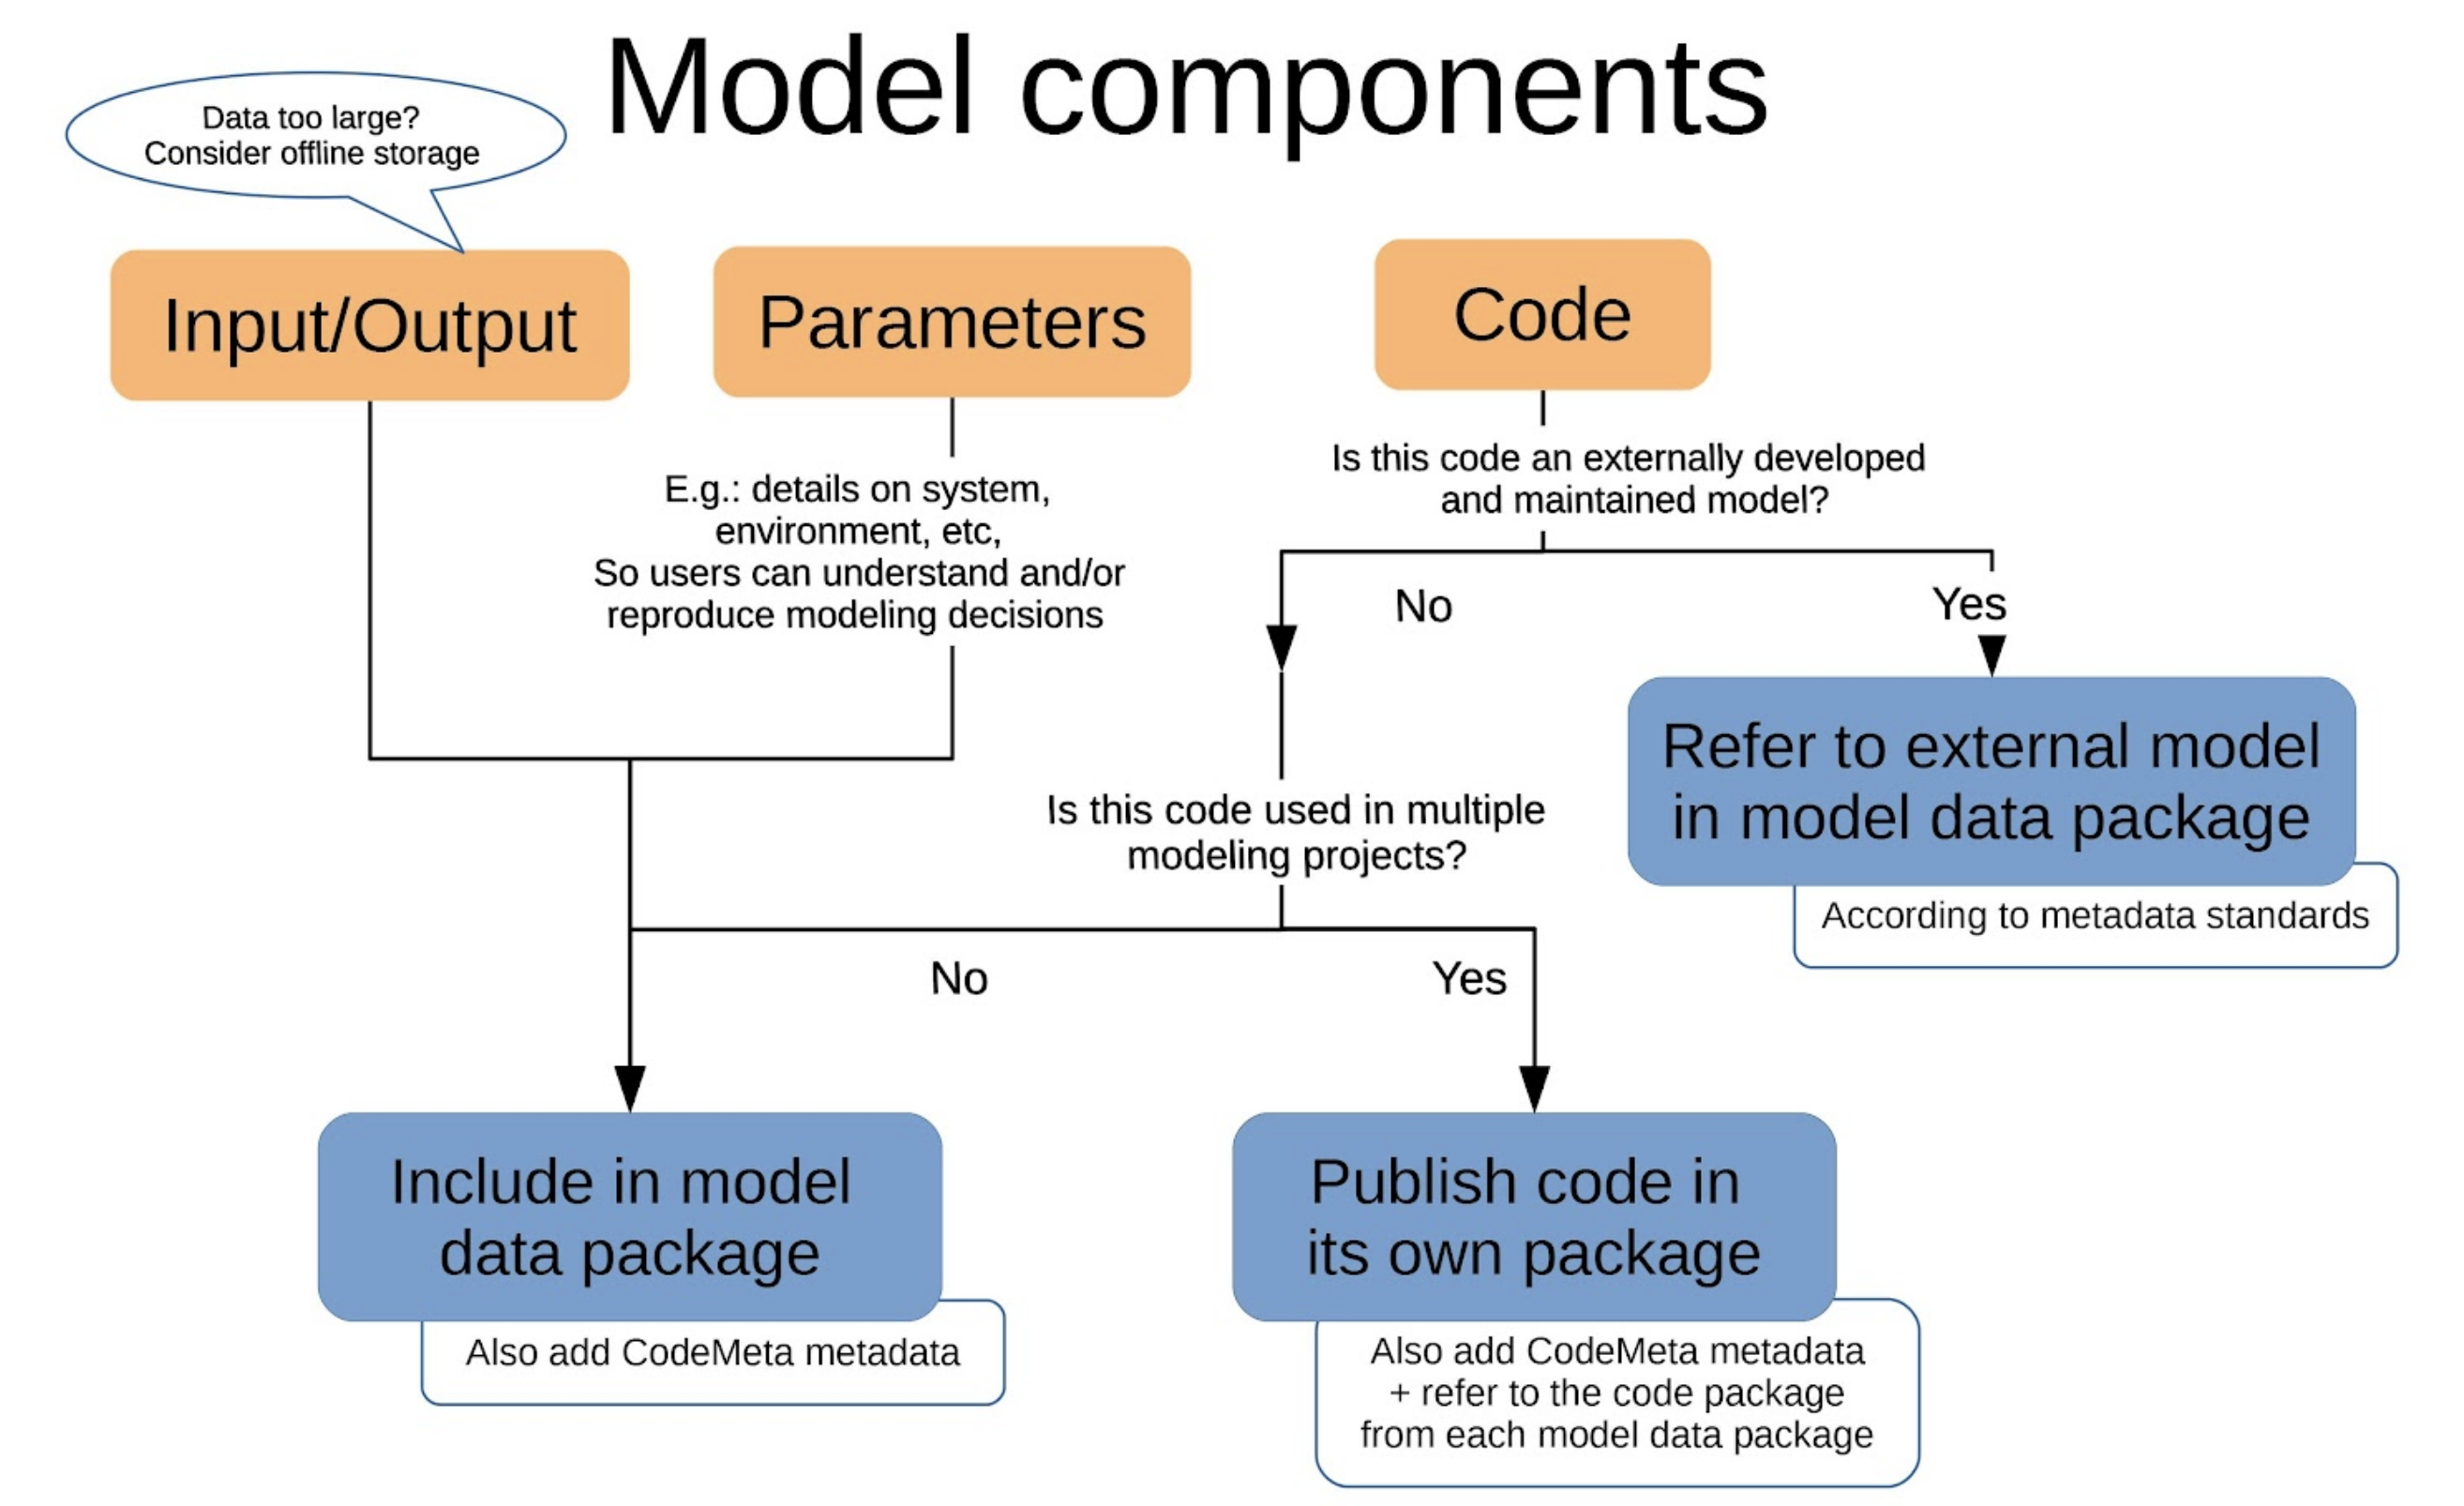 Model components
Data too large?
Consider offline storage
Input/Output
Parameters
Code
E.g.: details on system,
environment, etc,
So users can understand and/or
reproduce modeling decisions
Is this code an externally developed
and maintained model?
No
Yes
Refer to external model
in model data package
According to metadata standards
Is this code used in multiple
modeling projects?
No
Yes
Include in model
data package
Also add CodeMeta metadata
Publish code in
its own package
Also add CodeMeta metadata
+ refer to the code package
from each model data package